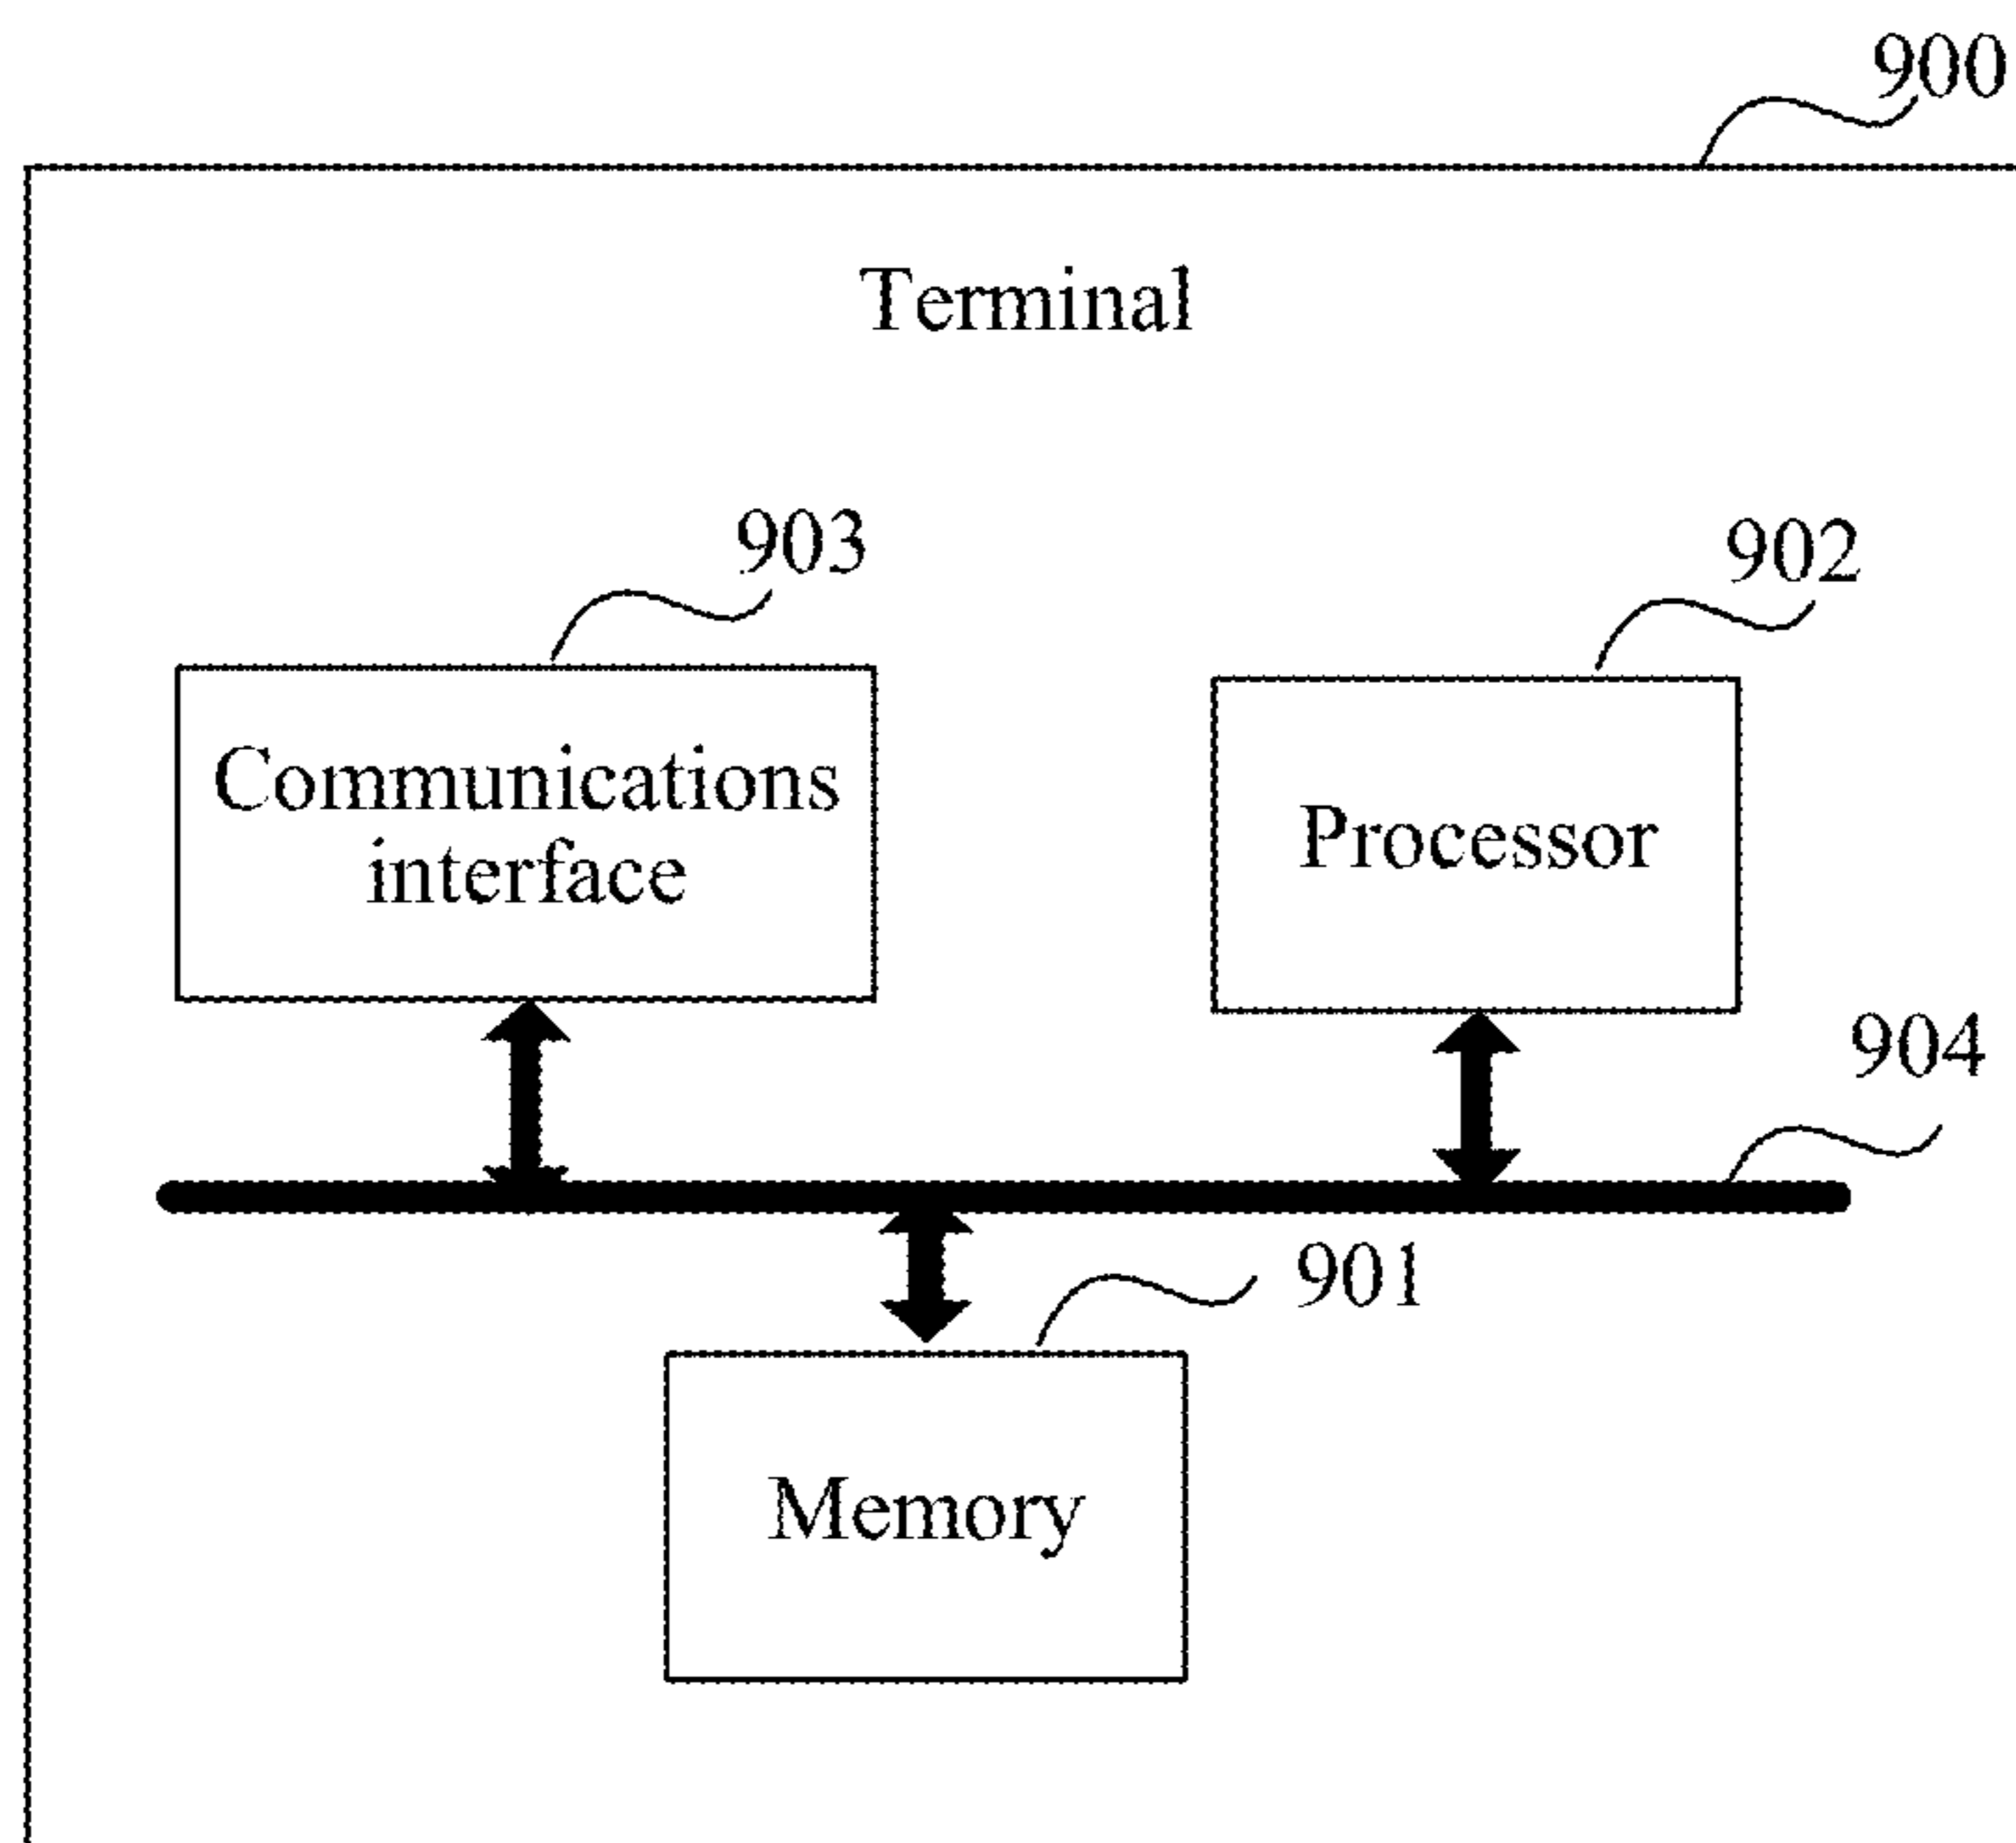 900
Terminal
903
902
Communications
interface
Processor
904
901
Memory